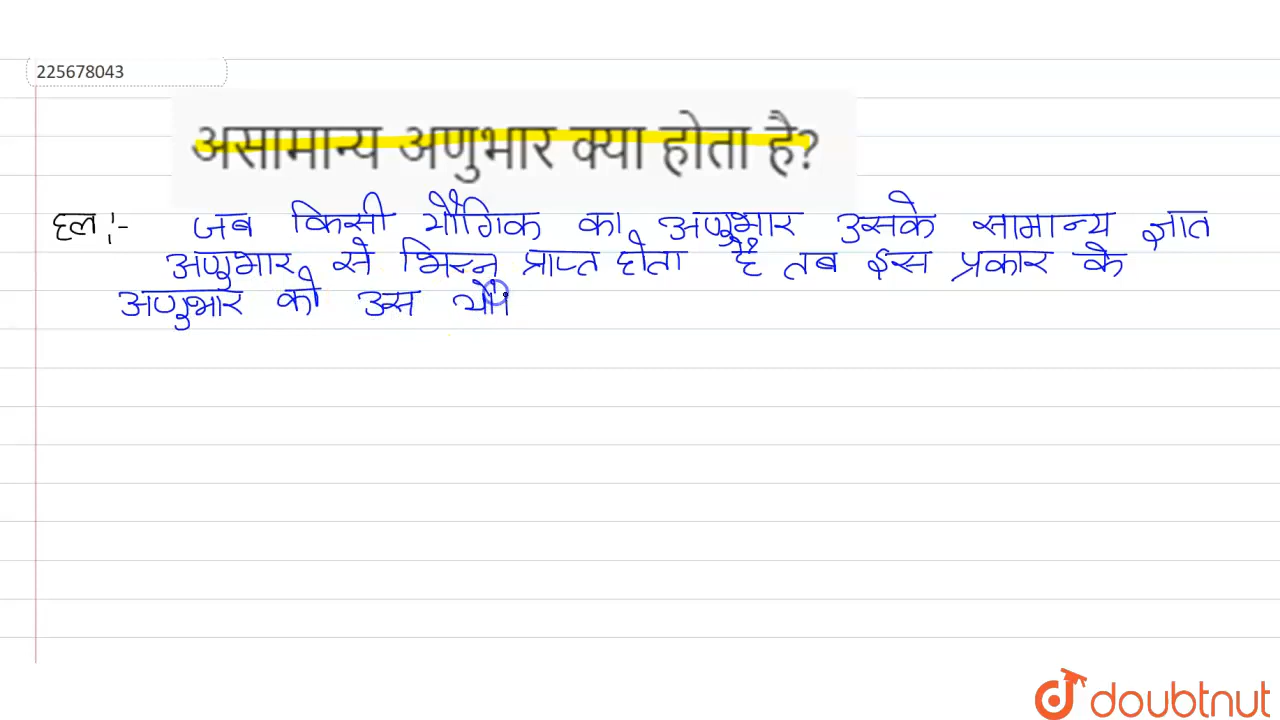 225678043
असामान्य अणुभार क्या होता है?
हल :- जब किसी यौगिक का अणुभार उसके सामान्य ज्ञात
अणुभार से भिन्न प्राप्त होता है तब इस प्रकार के
अणुभार को उस
doubtnut